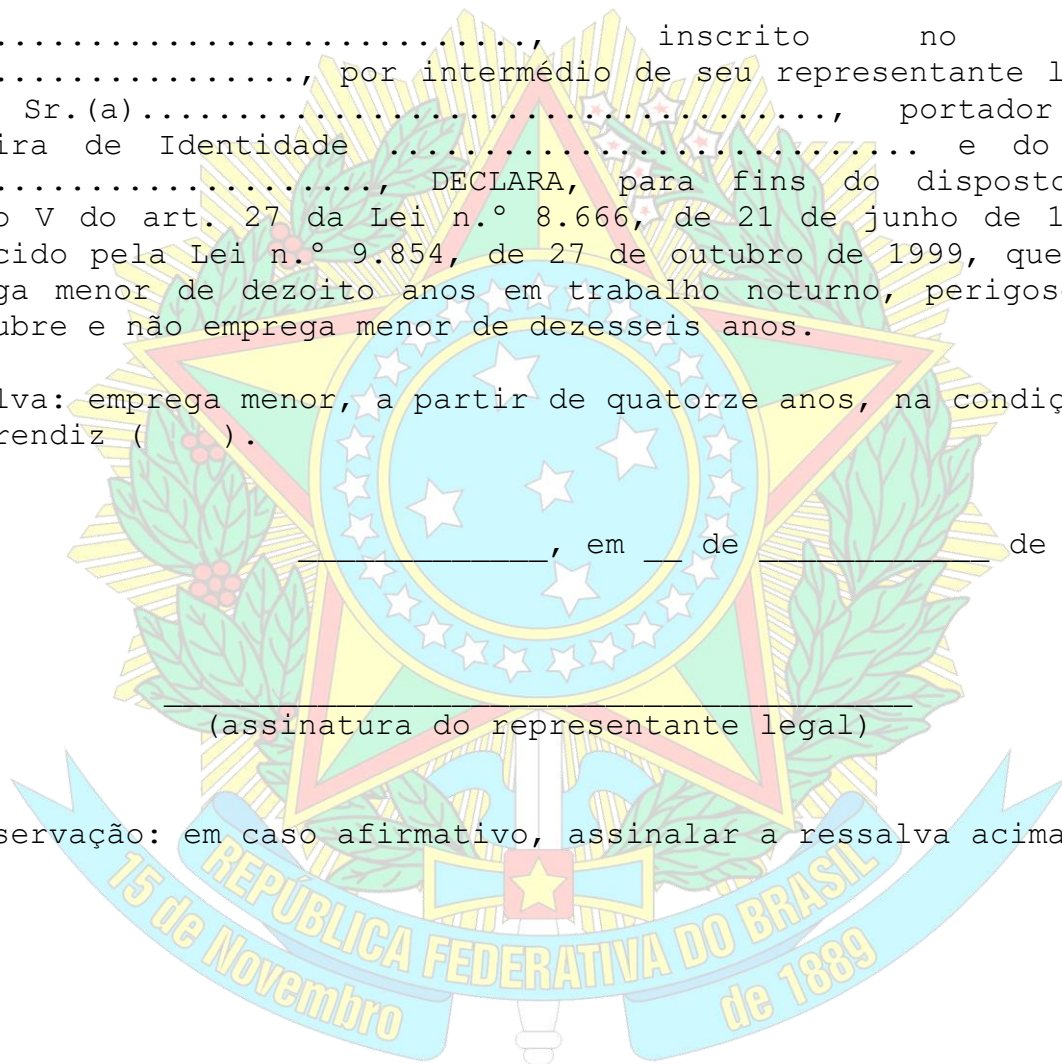 ..........................., inscrito no
................, por intermédio de seu representante l
Sr.(a)...................................., portador
ira de Identidade ............................ e do
...................., DECLARA, para fins do disposto
o V do art. 27 da Lei n.º 8.666, de 21 de junho de 1
cido pela Lei n.º 9.854, de 27 de outubro de 1999, que
ga menor de dezoito anos em trabalho noturno, perigos
ubre e não emprega menor de dezesseis anos.
lva: emprega menor, a partir de quatorze anos, na condiç
rendiz ( ).
_____________, em __ de ____________ de
_______________________________________
(assinatura do representante legal)
servação: em caso afirmativo, assinalar a ressalva acima
REPÚBLICA FEDERATIVA DO BRASIL
15 de Novembro de 1889